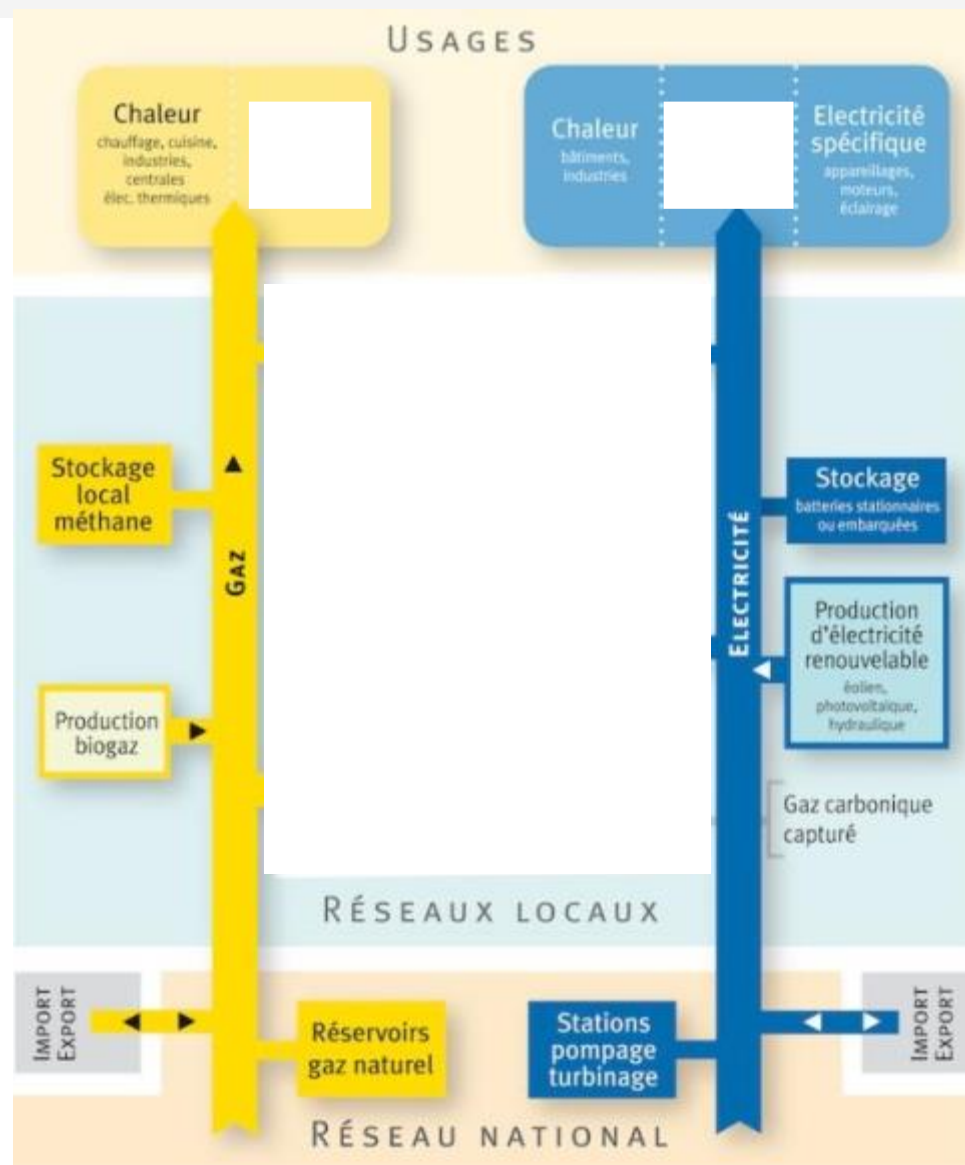 USAGES
Chaleur
chauffage, cuisine,
industries,
centrales
élec. thermiques
Chaleur
bâtiments,
industries
Electricité
spécifique
appareillages,
moteurs,
éclairage
Stockage
local
méthane
GAZ
Production
biogaz
ELECTRICITÉ
Stockage
batteries stationnaires
ou embarquées
Production
d'électricité
renouvelable
éolien,
photovoltaïque,
hydraulique
Gaz carbonique
capturé
RÉSEAUX LOCAUX
IMPORT
EXPORT
Réservoirs
gaz naturel
Stations
pompage
turbinage
IMPORT
EXPORT
RÉSEAU NATIONAL